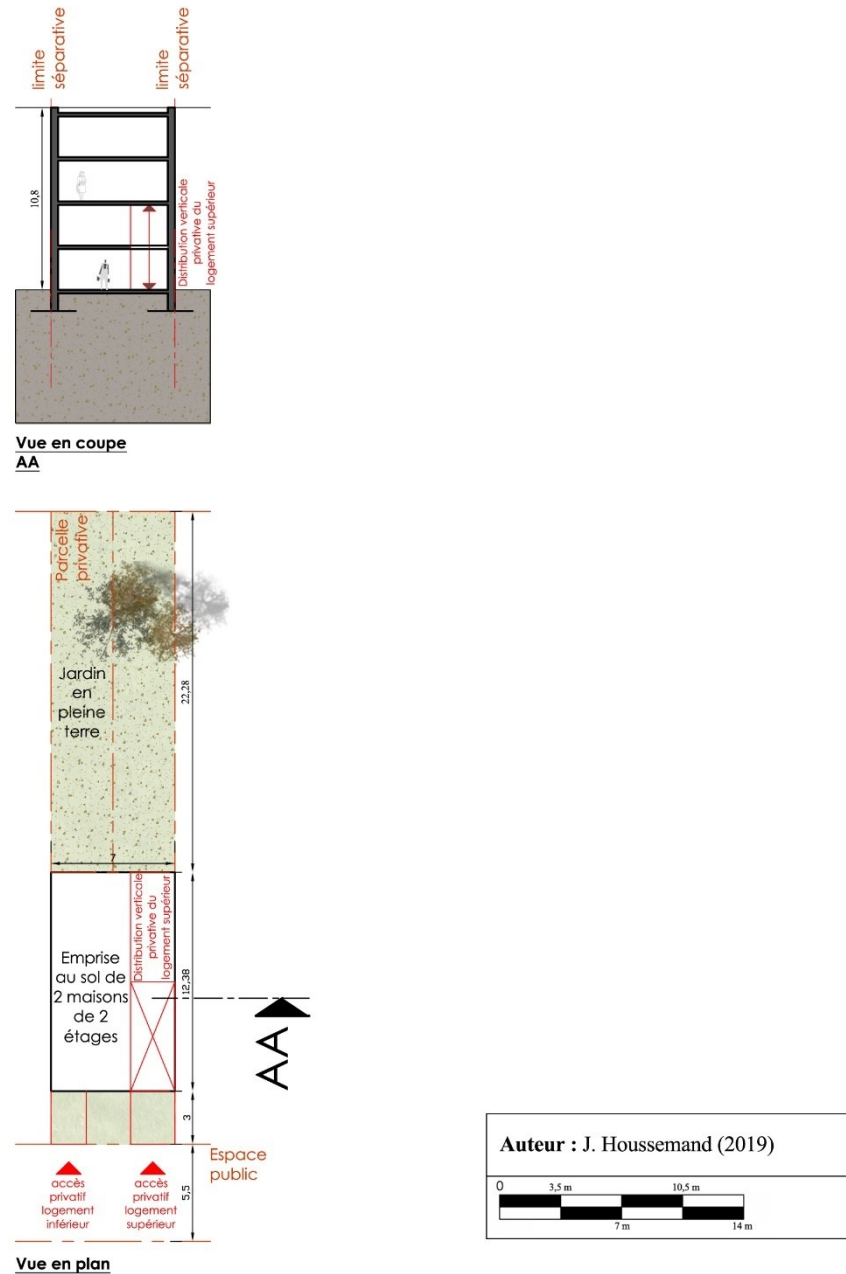 limite
séparative
limite
séparative
10,8
Distribution verticale
privative du
logement supérieur
Vue en coupe
AA
Parcelle
privative
Jardin
en
pleine
terre
22,28
7
Distribution verticale
privative du
logement supérieur
Emprise
au sol de
2 maisons
de 2
étages
12,38
AA
3
Espace
public
5,5
accès
privatif
logement
inférieur
accès
privatif
logement
supérieur
Vue en plan
Auteur : J. Houssemand (2019)
0 3,5 m 10,5 m
7 m 14 m